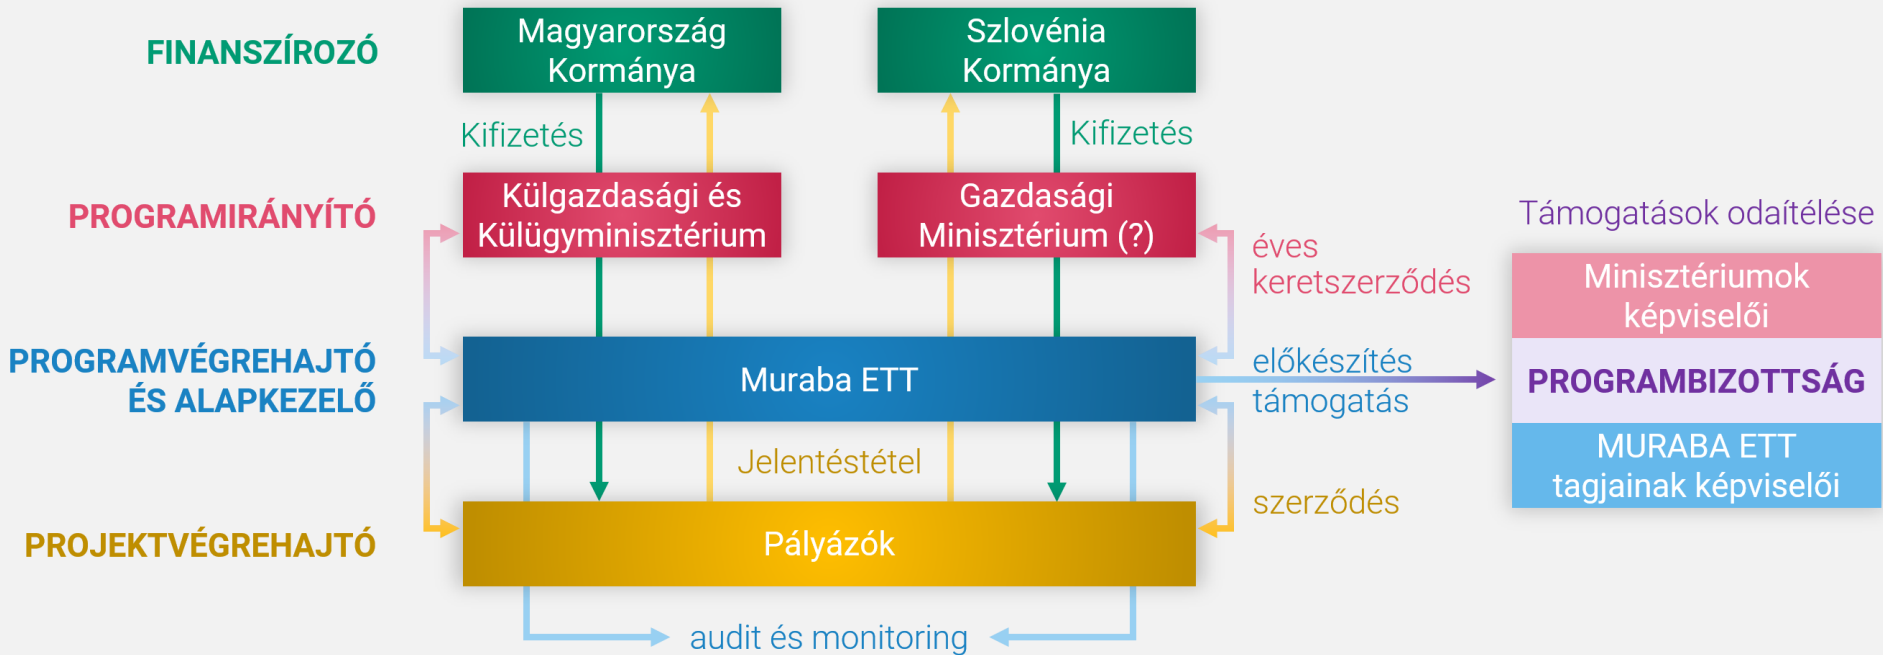 FINANSZÍROZÓ
Magyarország
Kormánya
Szlovénia
Kormánya
Kifizetés
Kifizetés
PROGRAMIRÁNYÍTÓ
Külgazdasági és
Külügyminisztérium
Gazdasági
Minisztérium (?)
éves
keretszerződés
Támogatások odaítélése
Minisztériumok
képviselői
PROGRAMBIZOTTSÁG
MURABA ETT
tagjainak képviselői
PROGRAMVÉGREHAJTÓ
ÉS ALAPKEZELŐ
Muraba ETT
előkészítés
támogatás
Jelentéstétel
szerződés
PROJEKTVÉGREHAJTÓ
Pályázók
audit és monitoring